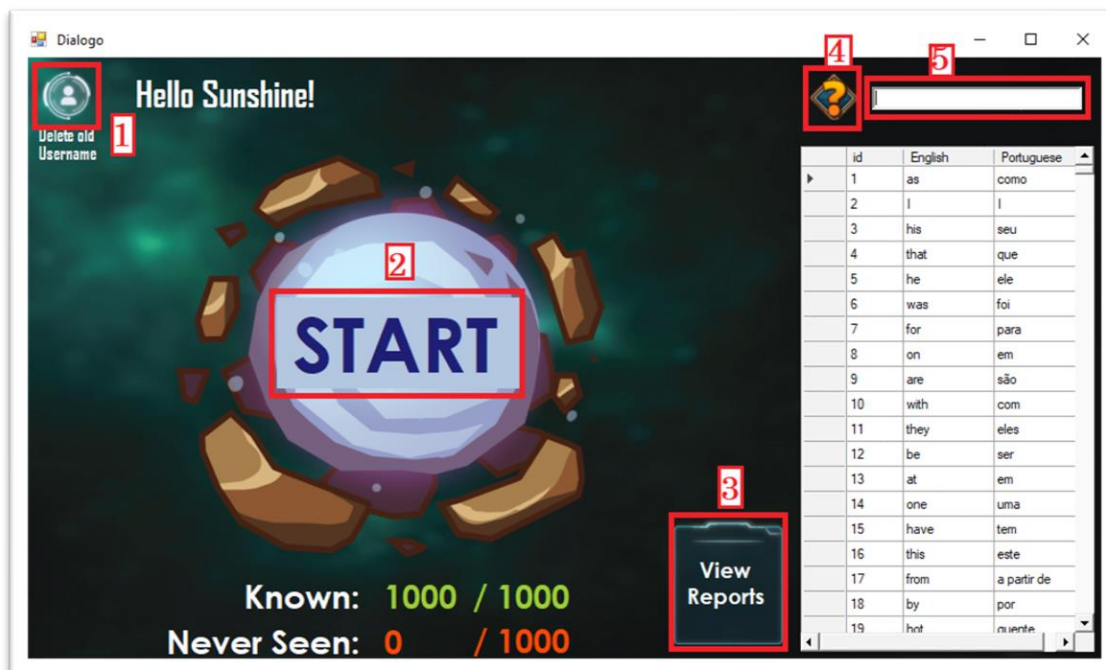 Dialogo
4
5
Hello Sunshine!
1
Delete old
Username
id English Portuguese
1 as como
2 I I
3 his seu
4 that que
5 he ele
6 was foi
7 for para
8 on em
9 are são
10 with com
11 they eles
12 be ser
13 at em
14 one uma
15 have tem
16 this este
17 from a partir de
18 by por
19 hot quente
2
START
3
View
Reports
Known: 1000 / 1000
Never Seen: 0 / 1000